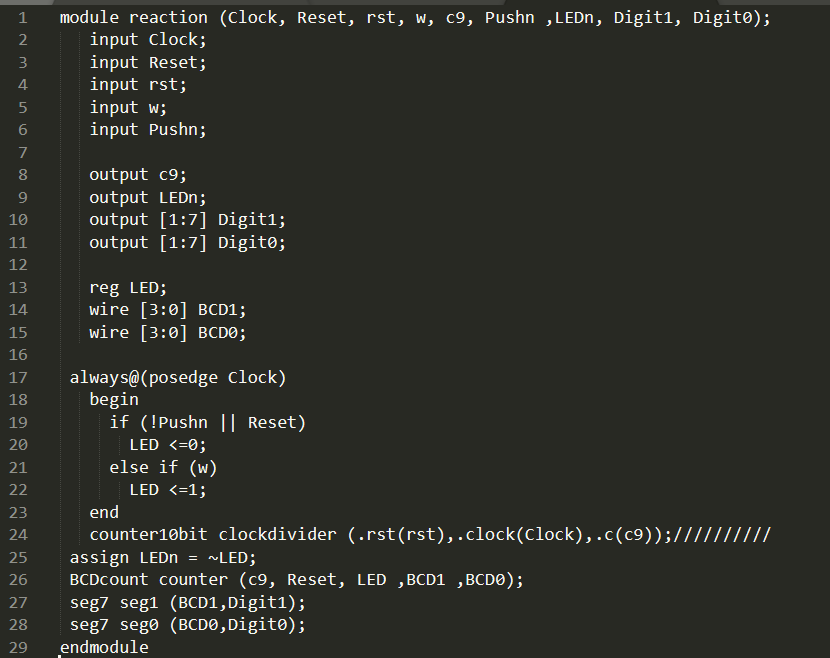 1 module reaction (Clock, Reset, rst, w, c9, Pushn ,LEDn, Digit1, Digit0);
2 input Clock;
3 input Reset;
4 input rst;
5 input w;
6 input Pushn;
7
8 output c9;
9 output LEDn;
10 output [1:7] Digit1;
11 output [1:7] Digit0;
12
13 reg LED;
14 wire [3:0] BCD1;
15 wire [3:0] BCD0;
16
17 always@(posedge Clock)
18 begin
19 if (!Pushn || Reset)
20 LED <=0;
21 else if (w)
22 LED <=1;
23 end
24 counter10bit clockdivider (.rst(rst),.clock(Clock),.c(c9));//////////
25 assign LEDn = ~LED;
26 BCDcount counter (c9, Reset, LED ,BCD1 ,BCD0);
27 seg7 seg1 (BCD1,Digit1);
28 seg7 seg0 (BCD0,Digit0);
29 endmodule